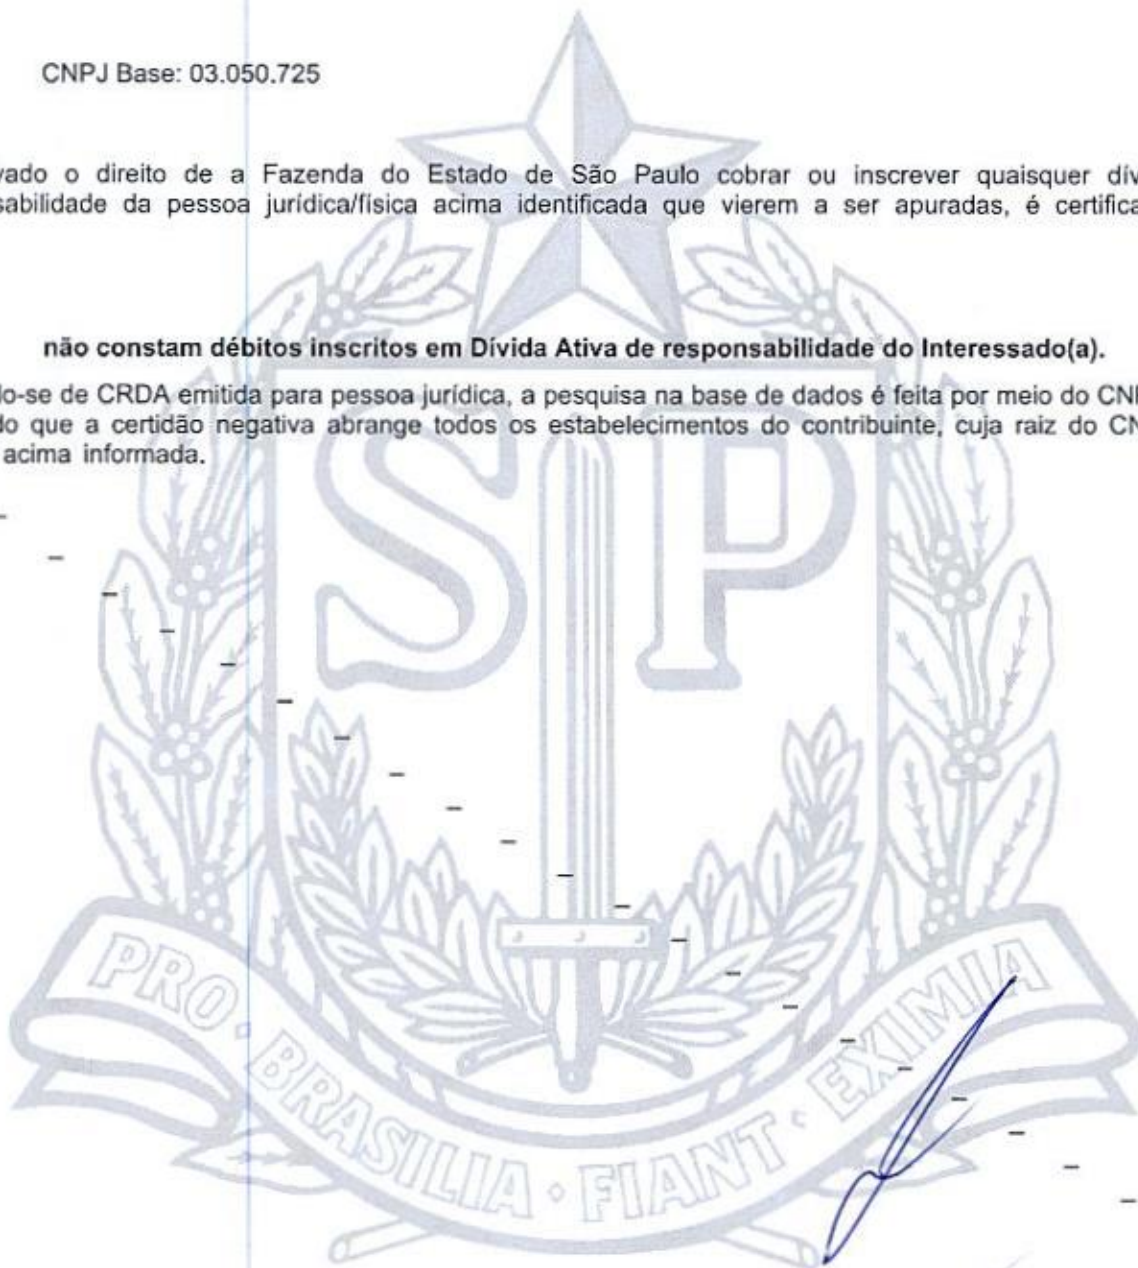 CNPJ Base: 03.050.725
vado o direito de a Fazenda do Estado de São Paulo cobrar ou inscrever quaisquer dív
sabilidade da pessoa jurídica/física acima identificada que vierem a ser apuradas, é certifica
não constam débitos inscritos em Dívida Ativa de responsabilidade do Interessado(a).
do-se de CRDA emitida para pessoa jurídica, a pesquisa na base de dados é feita por meio do CN
do que a certidão negativa abrange todos os estabelecimentos do contribuinte, cuja raiz do CN
acima informada.
SP
PRO · BRASILIA · FIANT · EXIMIA